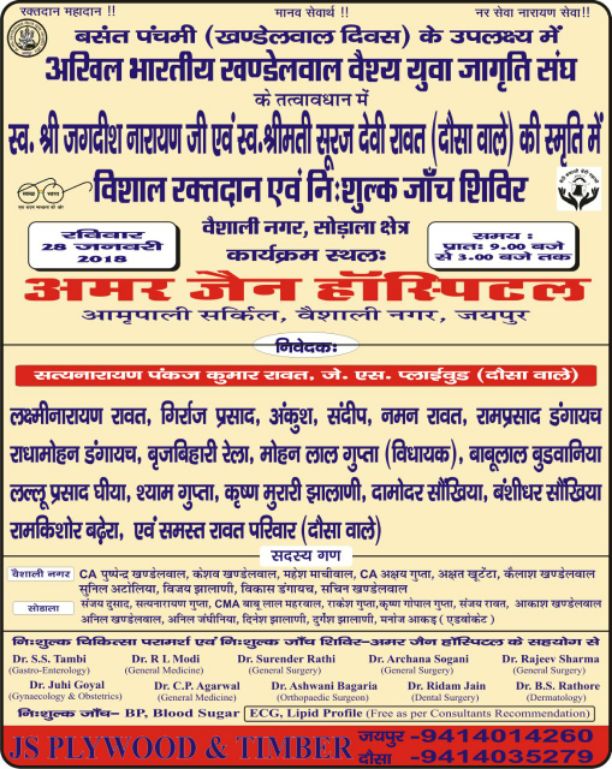 रक्तदान महादान !! मानव सेवार्थ !! नर सेवा नारायण सेवा!!
बसंत पंचमी (खण्डेलवाल दिवस) के उपलक्ष्य में
अखिल भारतीय खण्डेलवाल वैश्य युवा जागृति संघ
के तत्वावधान में
स्व. श्री जगदीश नारायण जी एवं स्व.श्रीमती सूरज देवी रावत (दौसा वाले) की स्मृति में
विशाल रक्तदान एवं निःशुल्क जाँच शिविर
वैशाली नगर, सोड़ाला क्षेत्र
रविवार
28 जनवरी
2018
कार्यक्रम स्थलः
समय :
प्रातः 9.00 बजे
से 3.00 बजे तक
अमर जैन हॉस्पिटल
आम्रपाली सर्किल, वैशाली नगर, जयपुर
निवेदकः
सत्यनारायण पंकज कुमार रावत, जे. एस. प्लाईवुड (दौसा वाले)
लक्ष्मीनारायण रावत, गिर्राज प्रसाद, अंकुश, संदीप, नमन रावत, रामप्रसाद डंगायच
राधामोहन डंगायच, बृजबिहारी रेला, मोहन लाल गुप्ता (विधायक), बाबूलाल बुडवानिया
लल्लू प्रसाद घीया, श्याम गुप्ता, कृष्ण मुरारी झालाणी, दामोदर सौंखिया, बंशीधर सौंखिया
रामकिशोर बढ़ेरा, एवं समस्त रावत परिवार (दौसा वाले)
सदस्य गण
वैशाली नगर CA पुष्पेन्द्र खण्डेलवाल, केशव खण्डेलवाल, महेश माचीवाल, CA अक्षय गुप्ता, अक्षत खूटेंटा, कैलाश खण्डेलवाल
सुनिल अटोलिया, विजय झालाणी, विकास डंगायच, सचिन खण्डेलवाल
सोडाला संजय दुसाद, सत्यनारायण गुप्ता, CMA बाबू लाल महरवाल, राकेश गुप्ता,कृष्ण गोपाल गुप्ता, संजय रावत, आकाश खण्डेलवाल
अनिल खण्डेलवाल, अनिल जंघीनिया, दिनेश झालाणी, दुर्गेश झालाणी, मनोज आकड़ ( एडवोकेट )
निःशुल्क चिकित्सा परामर्श एवं निःशुल्क जाँच शिविर-अमर जैन हॉस्पिटल के सहयोग से
Dr. S.S. Tambi Dr. R L Modi Dr. Surender Rathi Dr. Archana Sogani Dr. Rajeev Sharma
(Gastro-Enterology) (General Medicine) (General Surgery) (General Surgery) (General Surgery)
Dr. Juhi Goyal Dr. C.P. Agarwal Dr. Ashwani Bagaria Dr. Ridam Jain Dr. B.S. Rathore
(Gynaecology & Obstetrics) (General Medicine) (Orthopaedic Surgeon) (Dental Surgery) (Dermatology)
निःशुल्क जाँच- BP, Blood Sugar ECG, Lipid Profile (Free as per Consultants Recommendation)
JS PLYWOOD & TIMBER जयपुर -9414014260
दौसा -9414035279